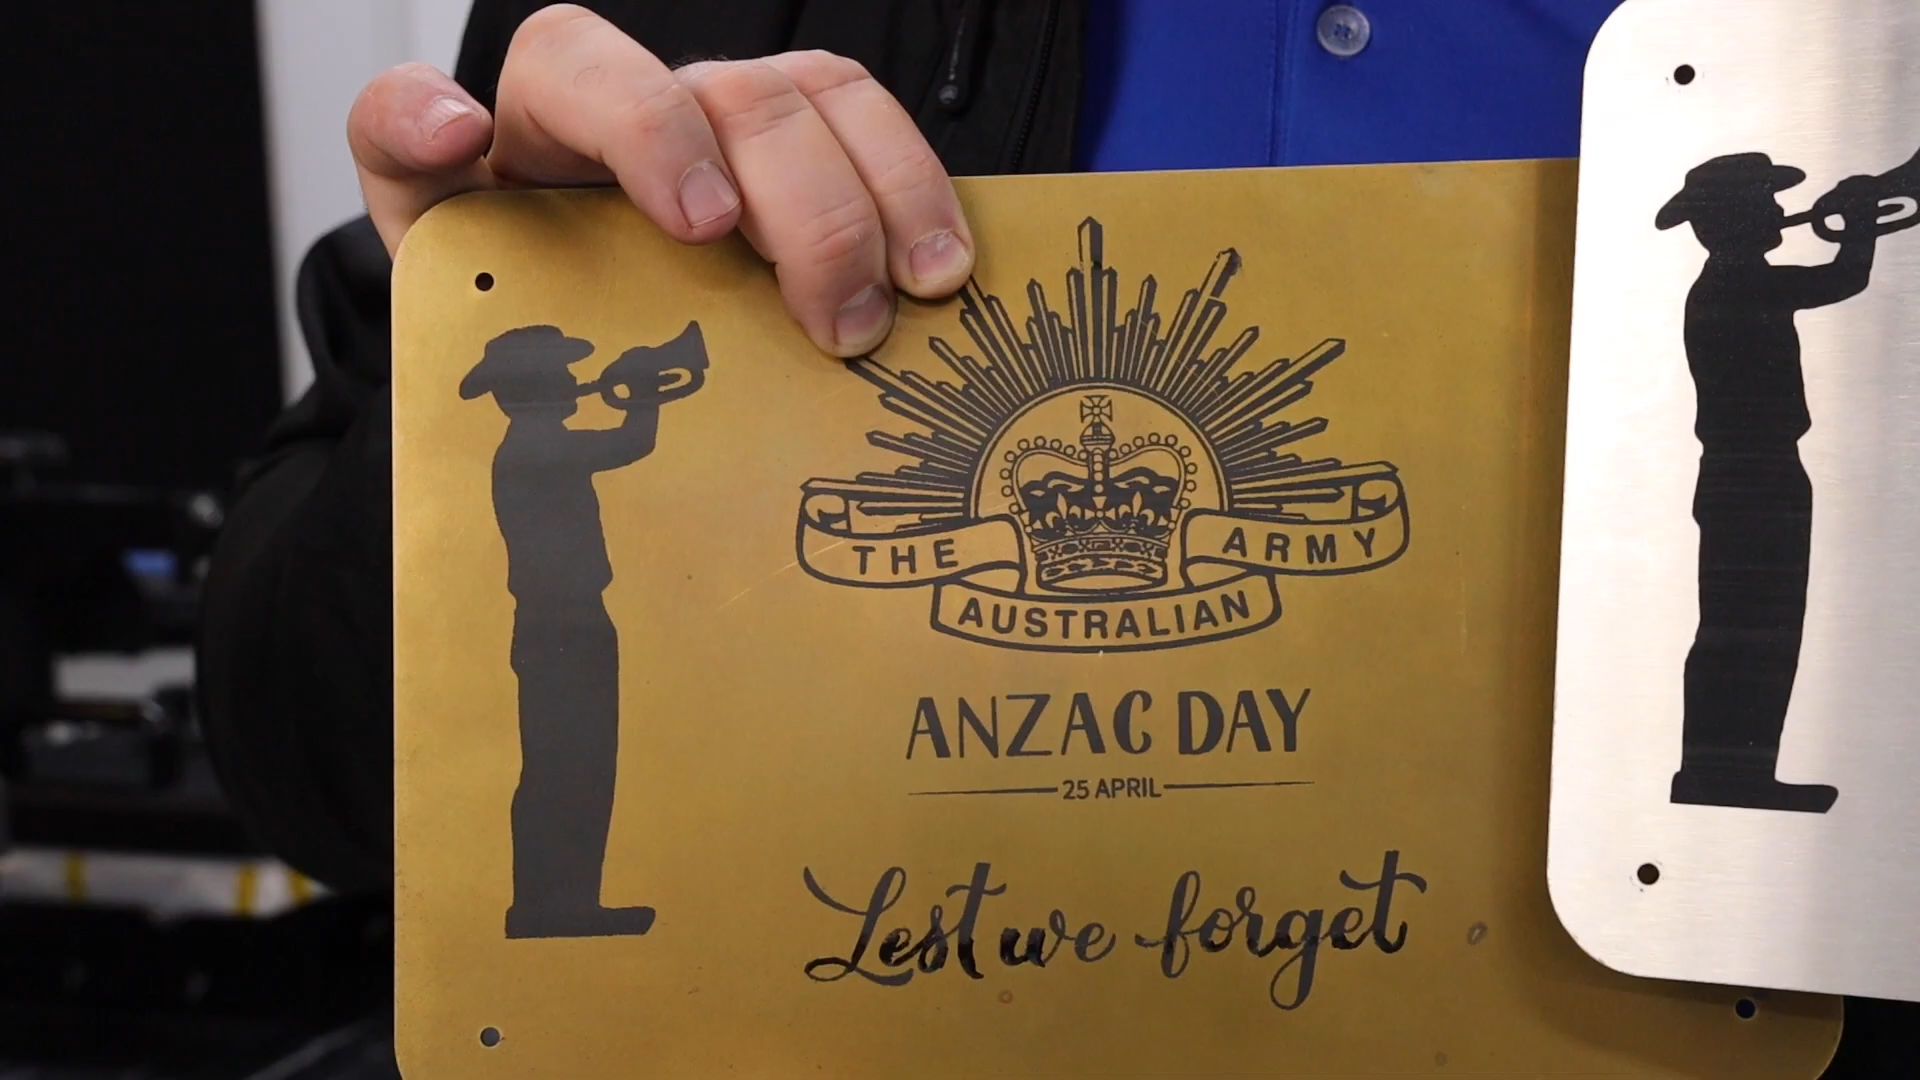 THE ARMY
AUSTRALIAN
ANZAC DAY
25 APRIL
Lest we forget